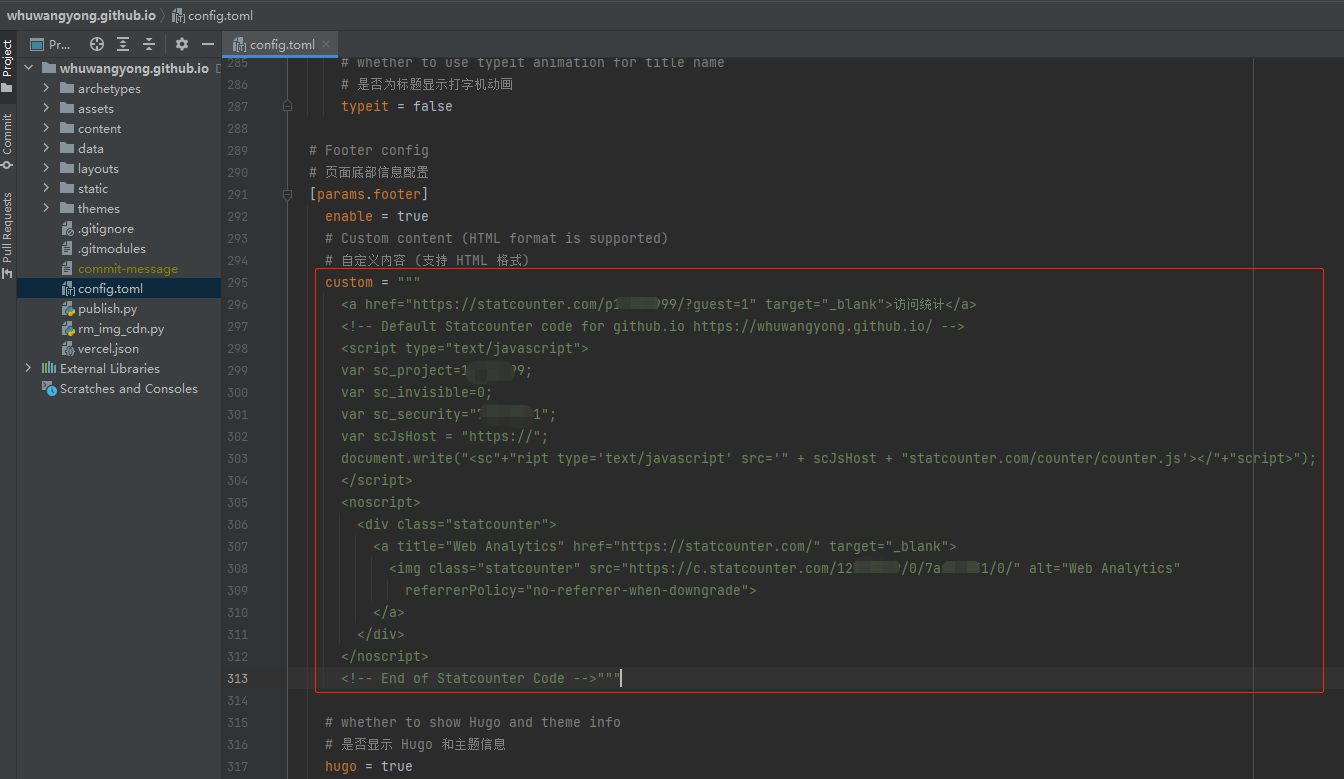 whuwangyong.github.io
config.toml
Project
Commit
Pull Requests
Pr...
config.toml
whuwangyong.github.io
archetypes
assets
content
data
layouts
static
themes
.gitignore
.gitmodules
commit-message
config.toml
publish.py
rm_img_cdn.py
vercel.json
External Libraries
Scratches and Consoles
285 # whether to use typeit animation for title name
286 # 是否为标题显示打字机动画
287 typeit = false
288
289 # Footer config
290 # 页面底部信息配置
291 [params.footer]
292 enable = true
293 # Custom content (HTML format is supported)
294 # 自定义内容 (支持 HTML 格式)
295 custom = """
296 <a href="https://statcounter.com/p1 999/?guest=1" target="_blank">访问统计</a>
297 <!-- Default Statcounter code for github.io https://whuwangyong.github.io/ -->
298 <script type="text/javascript">
299 var sc_project=1 9;
300 var sc_invisible=0;
301 var sc_security=" 1";
302 var scJsHost = "https://";
303 document.write("<sc"+"ript type='text/javascript' src='" + scJsHost + "statcounter.com/counter/counter.js'></"+"script>");
304 </script>
305 <noscript>
306 <div class="statcounter">
307 <a title="Web Analytics" href="https://statcounter.com/" target="_blank">
308 <img class="statcounter" src="https://c.statcounter.com/12 /0/7a 1/0/" alt="Web Analytics"
309 referrerPolicy="no-referrer-when-downgrade">
310 </a>
311 </div>
312 </noscript>
313 <!-- End of Statcounter Code -->"""
314
315 # whether to show Hugo and theme info
316 # 是否显示 Hugo 和主题信息
317 hugo = true